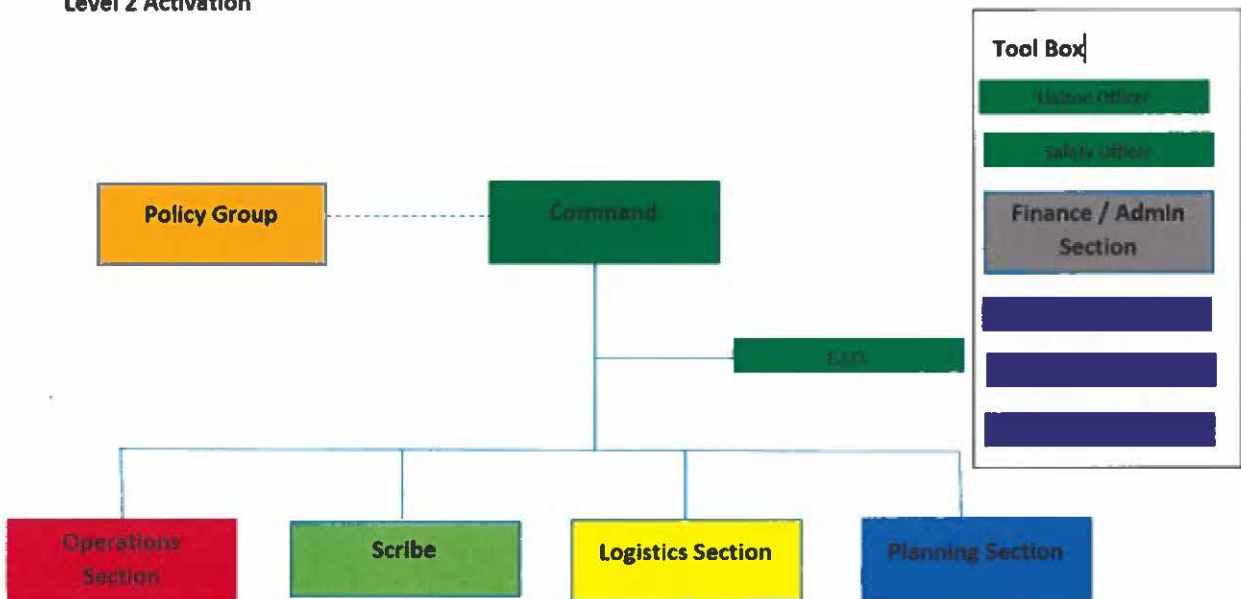 Level 2 Activation
Tool Box
Liaison Officer
Safety Officer
Policy Group
Command
Finance / Admin
Section
Operations
Section
Scribe
Logistics Section
Planning Section